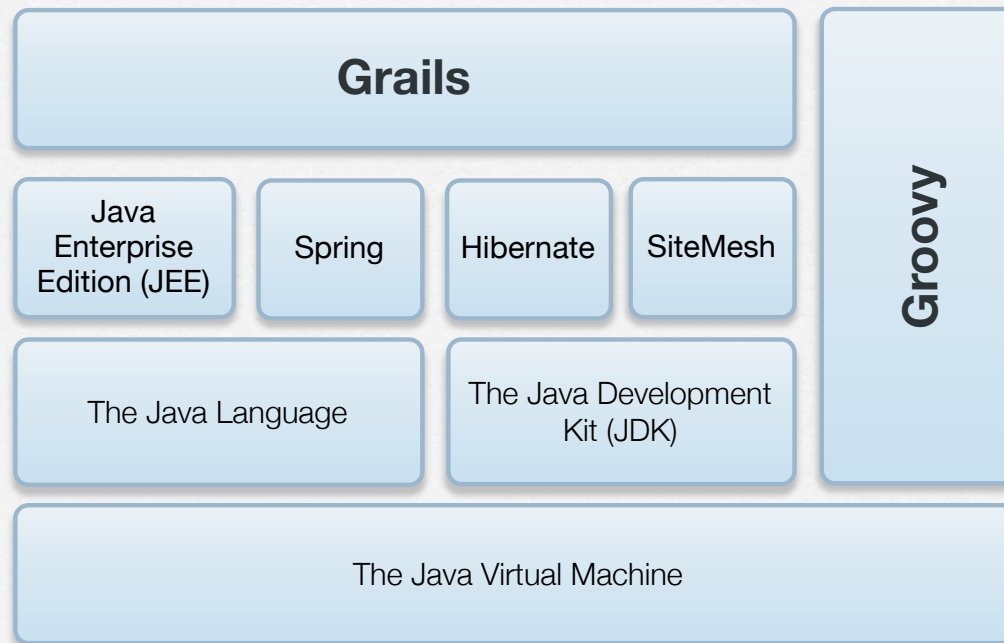 Grails
Java
Enterprise
Edition (JEE)
Spring
Hibernate
SiteMesh
Groovy
The Java Language
The Java Development
Kit (JDK)
The Java Virtual Machine